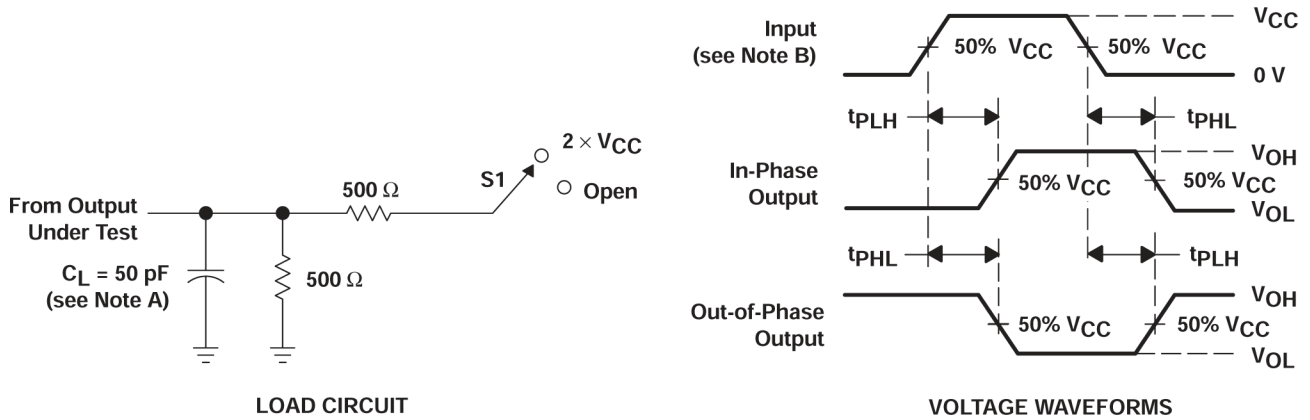 From Output
Under Test
CL = 50 pF
(see Note A)
500 Ω
500 Ω
S1
2 × VCC
Open
LOAD CIRCUIT
Input
(see Note B)
50% VCC
50% VCC
VCC
0 V
tPLH
tPHL
In-Phase
Output
50% VCC
50% VCC
VOH
VOL
tPHL
tPLH
Out-of-Phase
Output
50% VCC
50% VCC
VOH
VOL
VOLTAGE WAVEFORMS